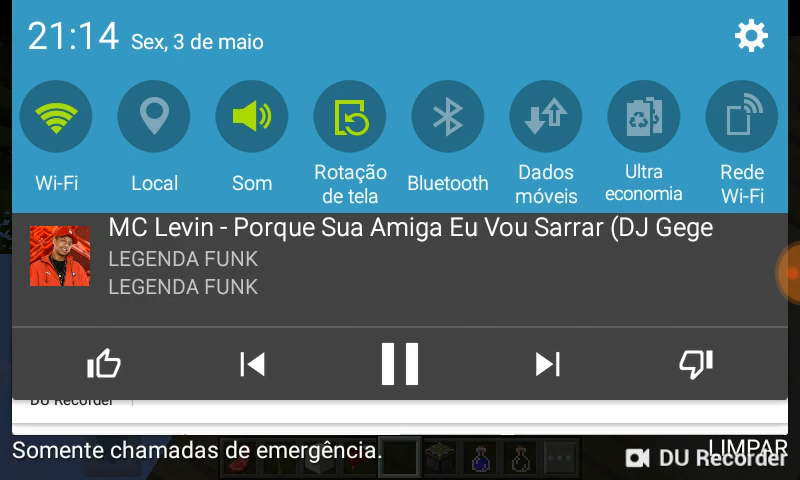 21:14 Sex, 3 de maio
Wi-Fi
Local
Som
Rotação
de tela
Bluetooth
Dados
móveis
Ultra
economia
Rede
Wi-Fi
MC Levin - Porque Sua Amiga Eu Vou Sarrar (DJ Gege
LEGENDA FUNK
LEGENDA FUNK
DU Recorder
Somente chamadas de emergência.
LIMPAR
DU Recorder